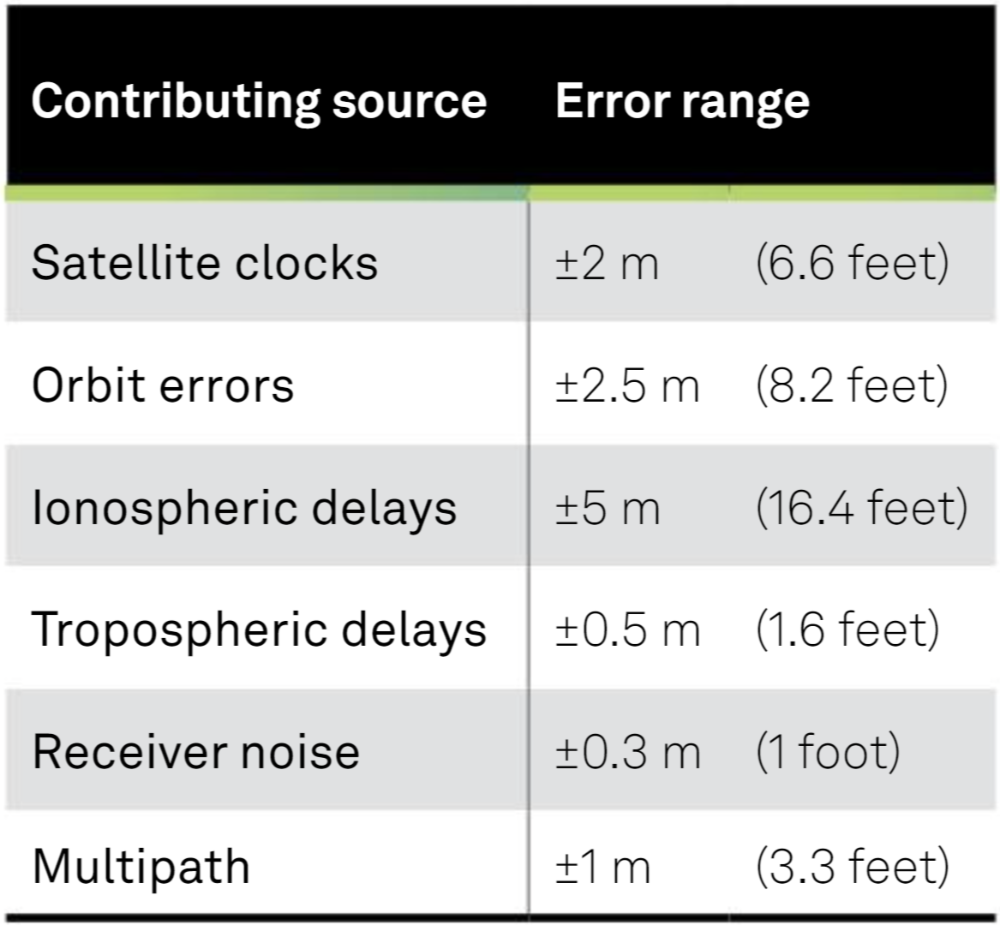 Contributing source Error range
Satellite clocks ±2 m (6.6 feet)
Orbit errors ±2.5 m (8.2 feet)
Ionospheric delays ±5 m (16.4 feet)
Tropospheric delays ±0.5 m (1.6 feet)
Receiver noise ±0.3 m (1 foot)
Multipath ±1 m (3.3 feet)